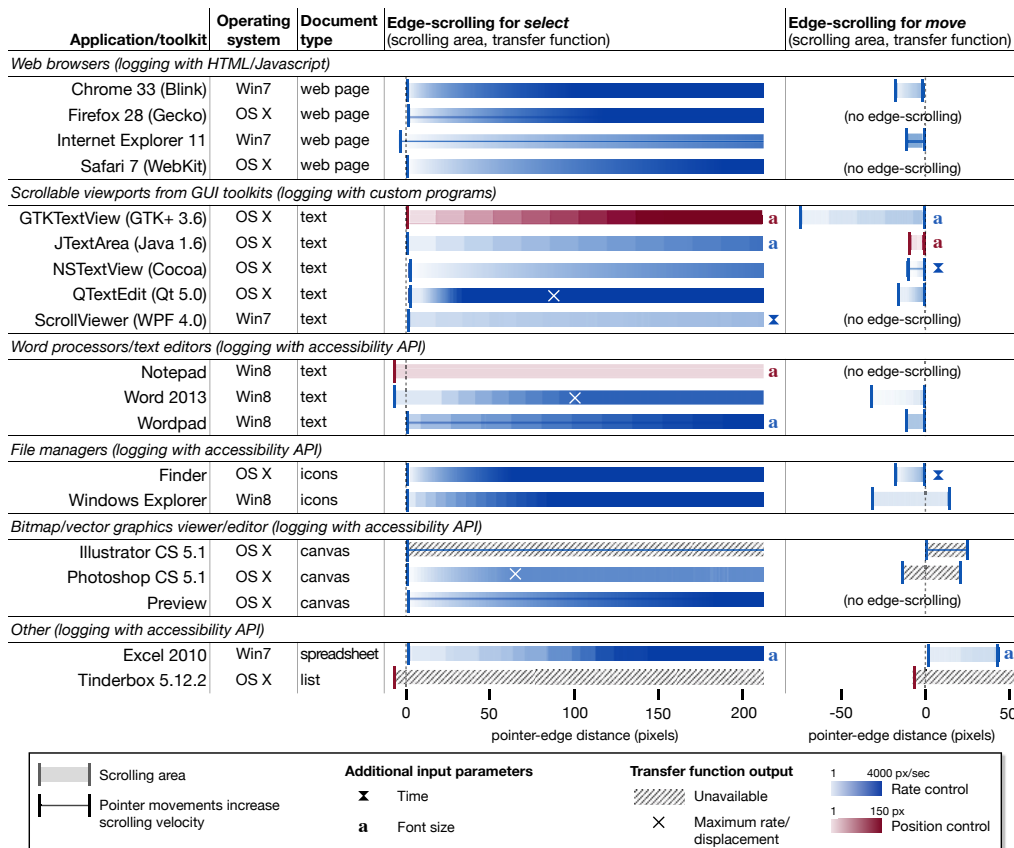 Application/toolkit Operating system Document type Edge-scrolling for select (scrolling area, transfer function) Edge-scrolling for move (scrolling area, transfer function)
Web browsers (logging with HTML/Javascript)
Chrome 33 (Blink) Win7 web page
Firefox 28 (Gecko) OS X web page (no edge-scrolling)
Internet Explorer 11 Win7 web page
Safari 7 (WebKit) OS X web page (no edge-scrolling)
Scrollable viewports from GUI toolkits (logging with custom programs)
GTKTextView (GTK+ 3.6) OS X text a a
JTextArea (Java 1.6) OS X text a a
NSTextView (Cocoa) OS X text
QTextEdit (Qt 5.0) OS X text
ScrollViewer (WPF 4.0) Win7 text (no edge-scrolling)
Word processors/text editors (logging with accessibility API)
Notepad Win8 text a (no edge-scrolling)
Word 2013 Win8 text
Wordpad Win8 text a
File managers (logging with accessibility API)
Finder OS X icons
Windows Explorer Win8 icons
Bitmap/vector graphics viewer/editor (logging with accessibility API)
Illustrator CS 5.1 OS X canvas
Photoshop CS 5.1 OS X canvas
Preview OS X canvas (no edge-scrolling)
Other (logging with accessibility API)
Excel 2010 Win7 spreadsheet a a
Tinderbox 5.12.2 OS X list
0 50 100 150 200 -50 0 50
pointer-edge distance (pixels) pointer-edge distance (pixels)
Scrolling area
Pointer movements increase
scrolling velocity
Additional input parameters
Time
a Font size
Transfer function output
Unavailable
Maximum rate/
displacement
1 4000 px/sec
Rate control
1 150 px
Position control